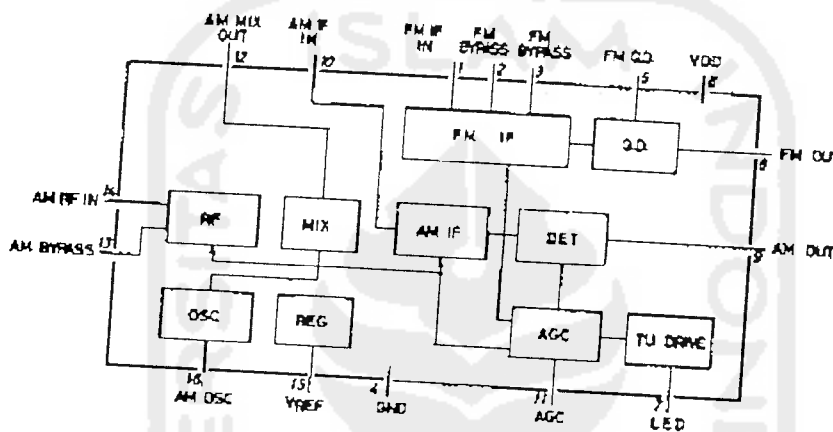 AM MIX OUT
12
AM IF IN
10
FM IF IN
1
FM BYPASS
2
FM BYPASS
3
FM Q.D.
5
VDD
8
FM IF
Q.D.
FM OUT
AM RF IN
14
RF
MIX
AM IF
DET
AM OUT
9
AM BYPASS
13
OSC
REG
AGC
TU DRIVE
16
AM OSC
15
VREF
4
GND
11
AGC
7
LED
ISLAM
INDON
ERSITAS